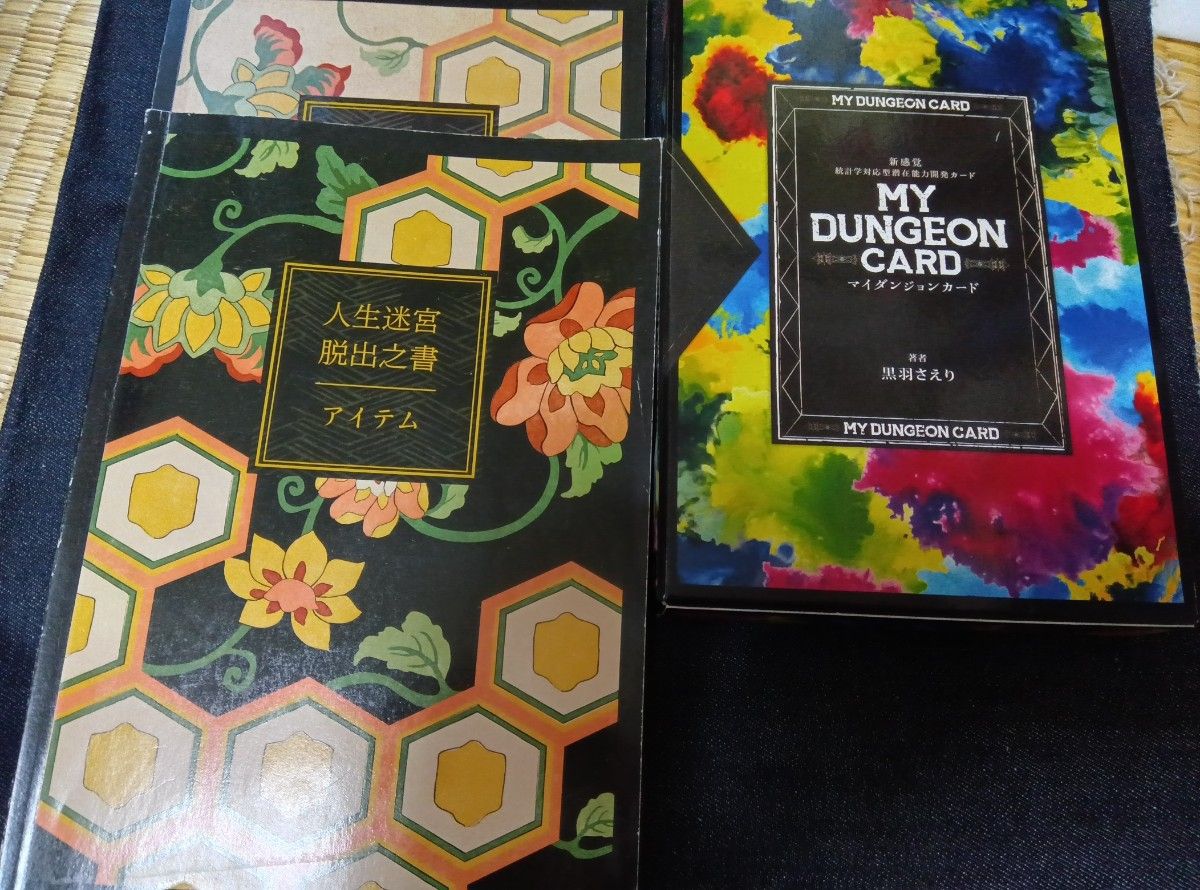 人生迷宮
脱出之書
アイテム
MY DUNGEON CARD
新感覚
統計学対応型潜在能力開発カード
MY
DUNGEON
CARD
マイダンジョンカード
著者
黒羽さえり
MY DUNGEON CARD